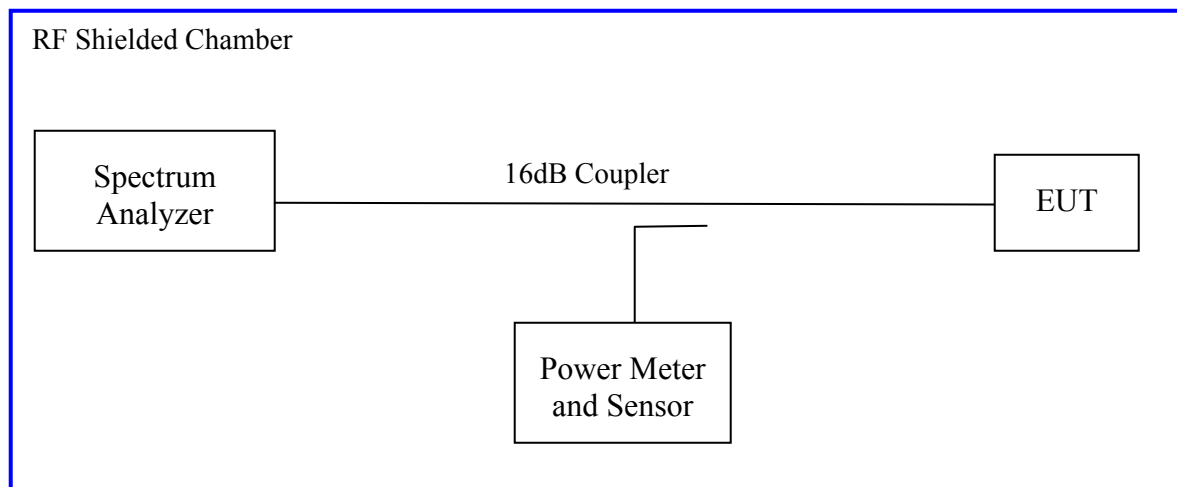 RF Shielded Chamber
Spectrum
Analyzer
16dB Coupler
EUT
Power Meter
and Sensor